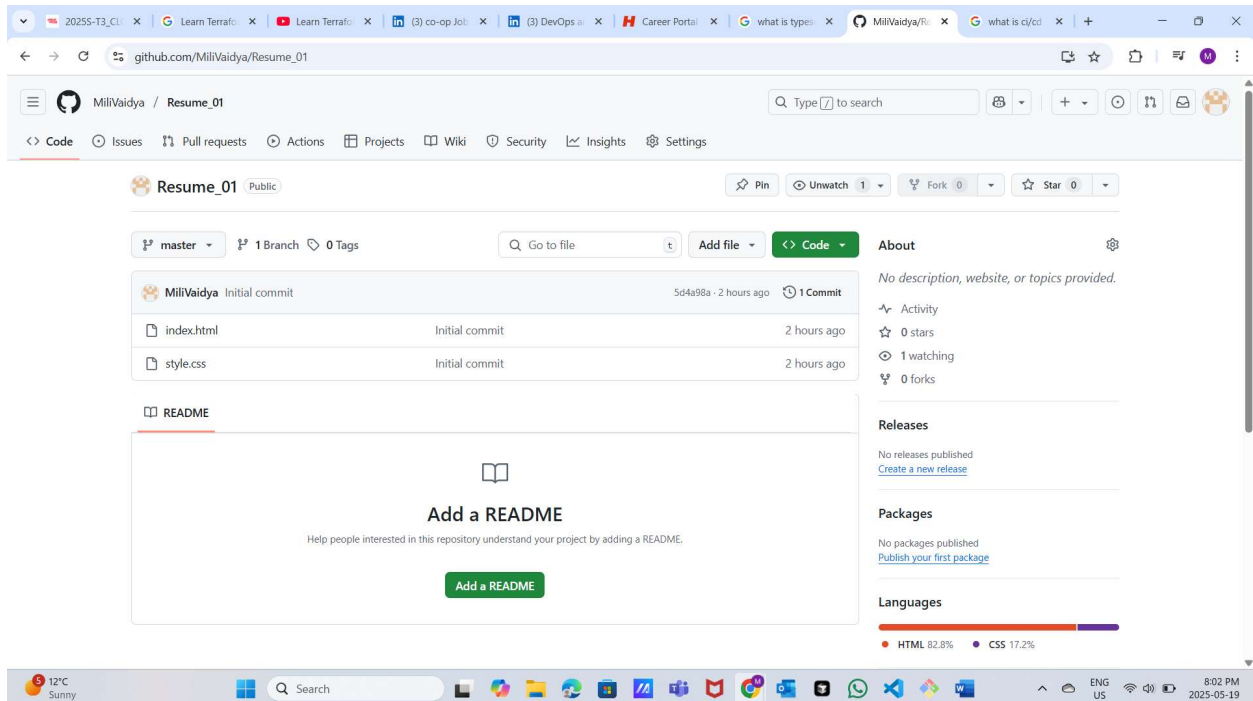 2025S-T3_CL
Learn Terrafo
Learn Terrafo
(3) co-op Job
(3) DevOps a
Career Portal
what is types
MiliVaidya/Re
what is ci/cd
github.com/MiliVaidya/Resume_01
M
MiliVaidya / Resume_01
Type / to search
Code Issues Pull requests Actions Projects Wiki Security Insights Settings
Resume_01 Public
Pin Unwatch 1 Fork 0 Star 0
master 1 Branch 0 Tags
Go to file t Add file Code
MiliVaidya Initial commit 5d4a98a · 2 hours ago 1 Commit
index.html Initial commit 2 hours ago
style.css Initial commit 2 hours ago
README
Add a README
Help people interested in this repository understand your project by adding a README.
Add a README
About
No description, website, or topics provided.
Activity
0 stars
1 watching
0 forks
Releases
No releases published
Create a new release
Packages
No packages published
Publish your first package
Languages
HTML 82.8% CSS 17.2%
5 12°C
Sunny
Search
ENG
US
8:02 PM
2025-05-19